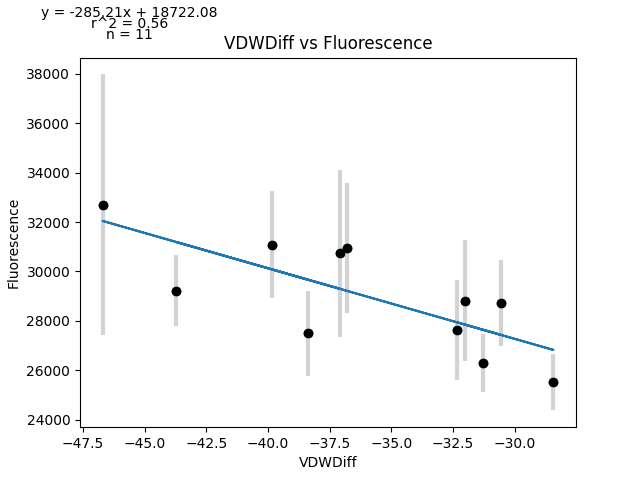 y = -285.21x + 18722.08
r^2 = 0.56
n = 11
VDWDiff vs Fluorescence
38000
36000
34000
32000
30000
28000
26000
24000
Fluorescence
−47.5 −45.0 −42.5 −40.0 −37.5 −35.0 −32.5 −30.0
VDWDiff